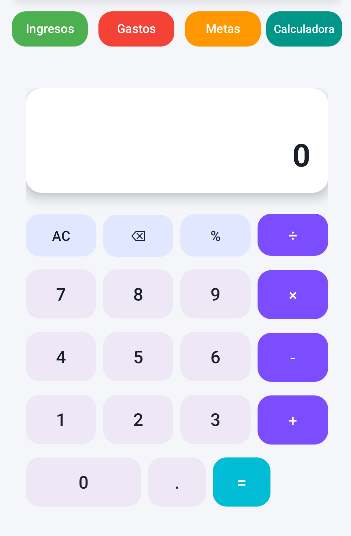 Ingresos Gastos Metas Calculadora
0
AC ⌫ % ÷
7 8 9 ×
4 5 6 -
1 2 3 +
0 . =